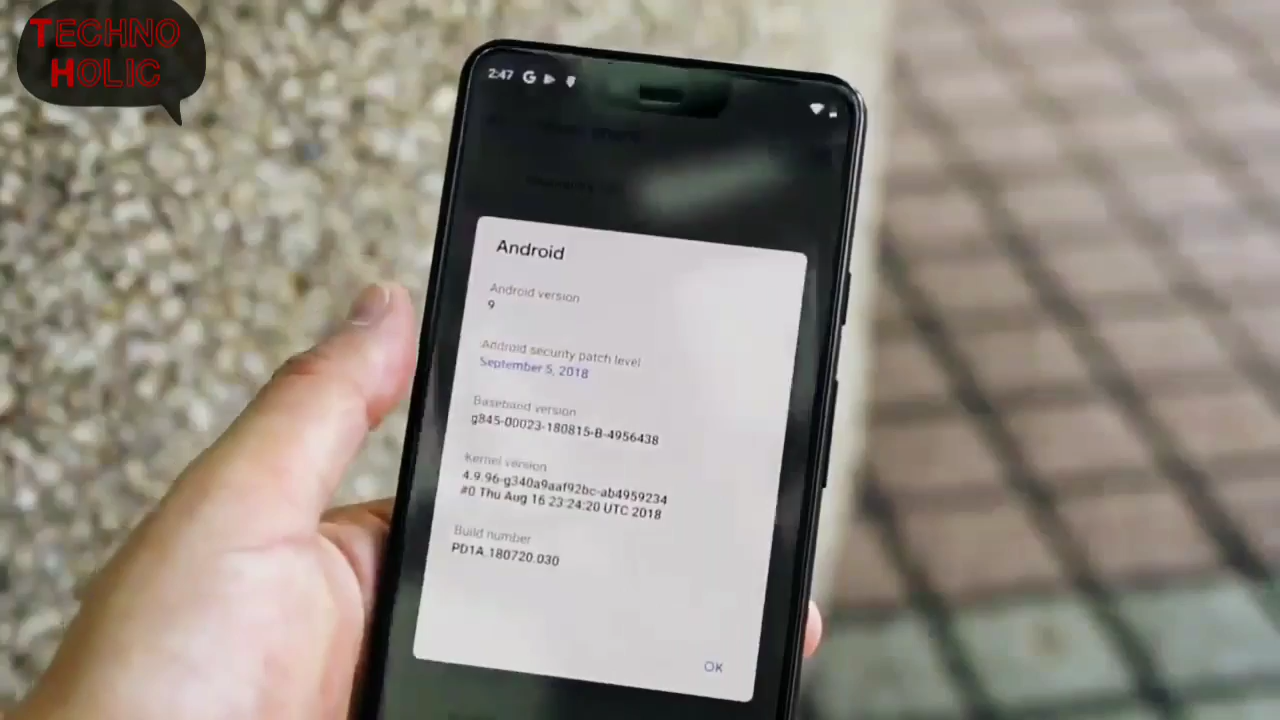 TECHNO
HOLIC
2:47
Android
Android version
9
Android security patch level
September 5, 2018
Baseband version
g845-00023-180815-B-4956438
Kernel version
4.9.96-g340a9aaf92bc-ab4959234
#0 Thu Aug 16 23:24:20 UTC 2018
Build number
PD1A.180720.030
OK